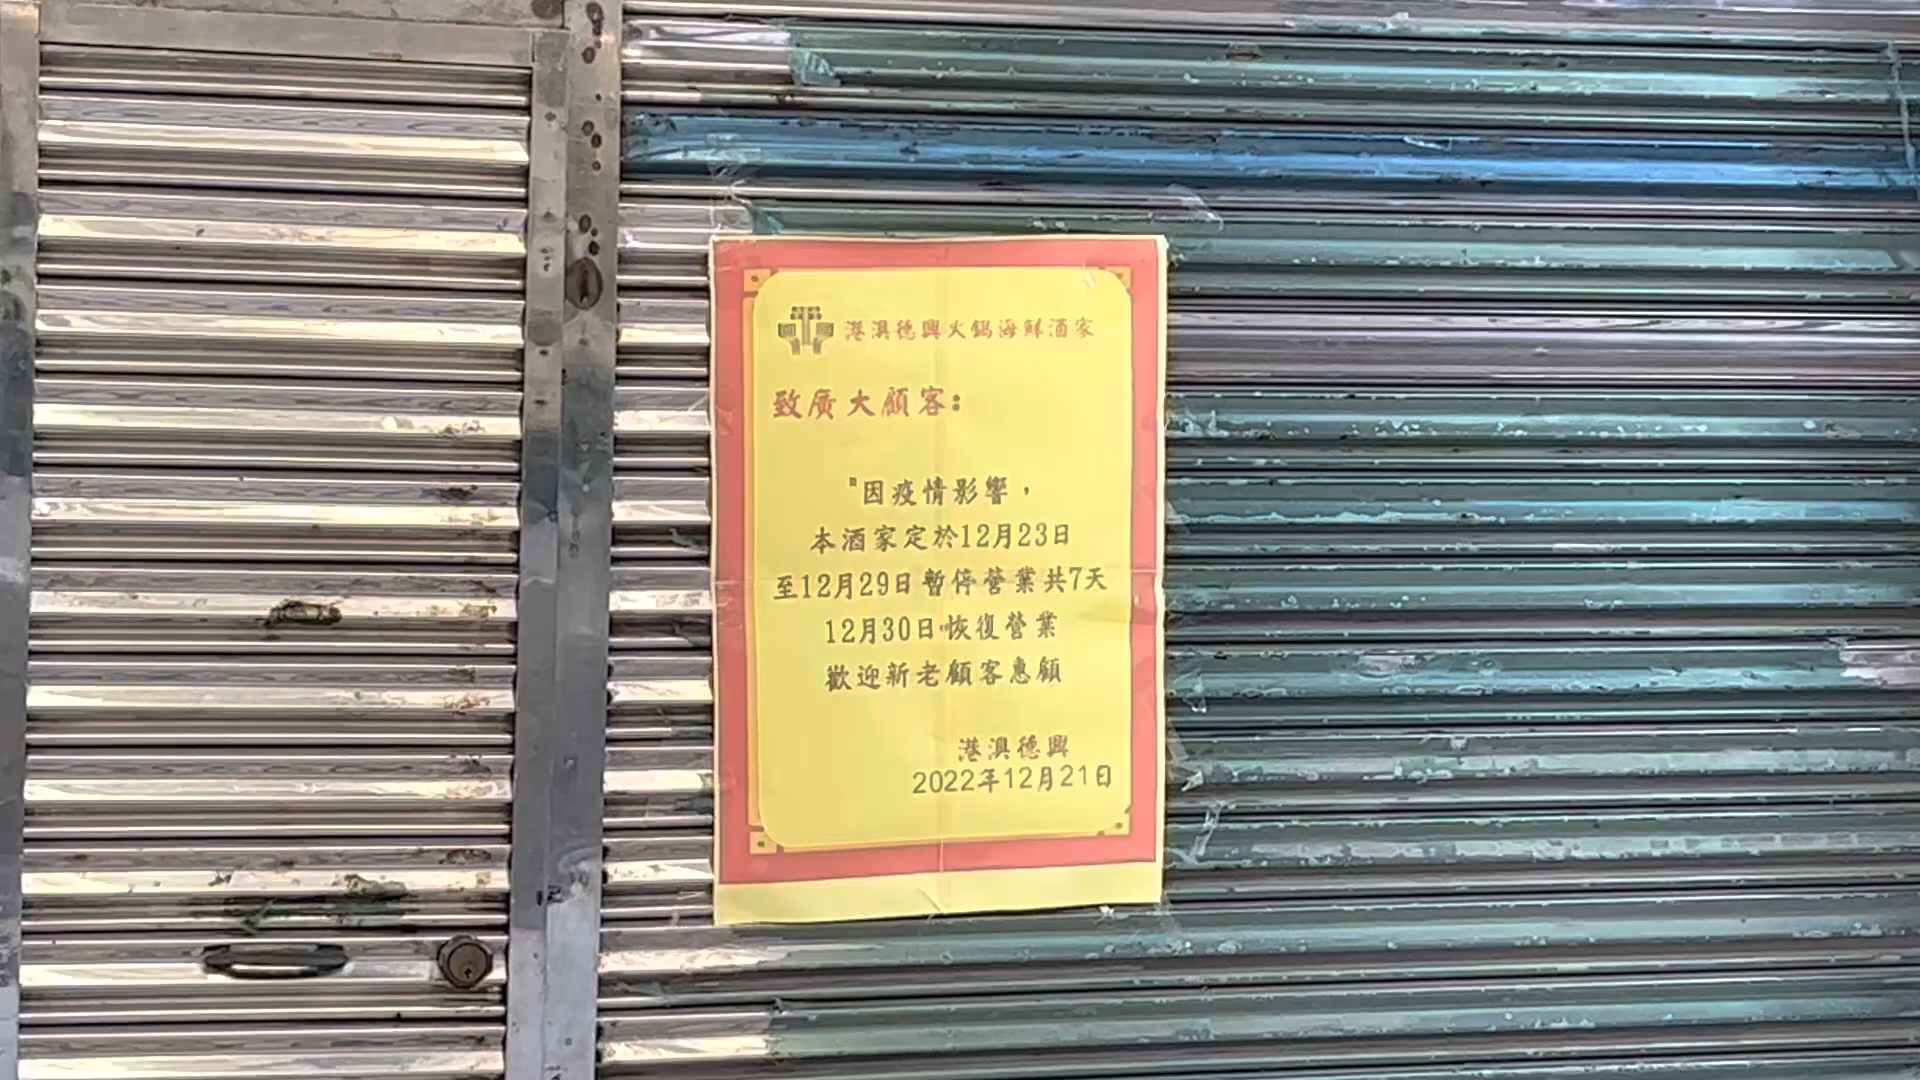 港澳德興火鍋海鮮酒家
致廣大顧客:
因疫情影響，
本酒家定於12月23日
至12月29日暫停營業共7天
12月30日恢復營業
歡迎新老顧客惠顧
港澳德興
2022年12月21日